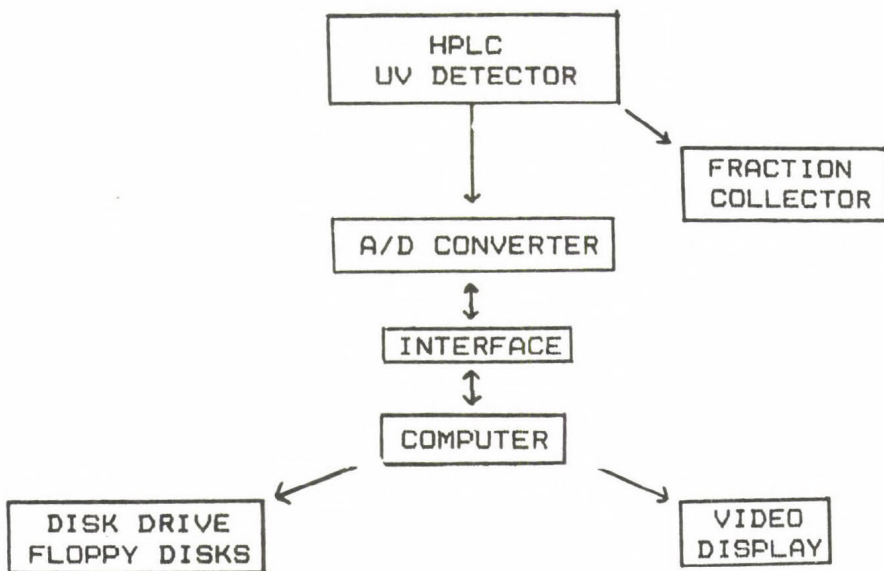 HPLC
UV DETECTOR
FRACTION
COLLECTOR
A/D CONVERTER
INTERFACE
COMPUTER
DISK DRIVE
FLOPPY DISKS
VIDEO
DISPLAY